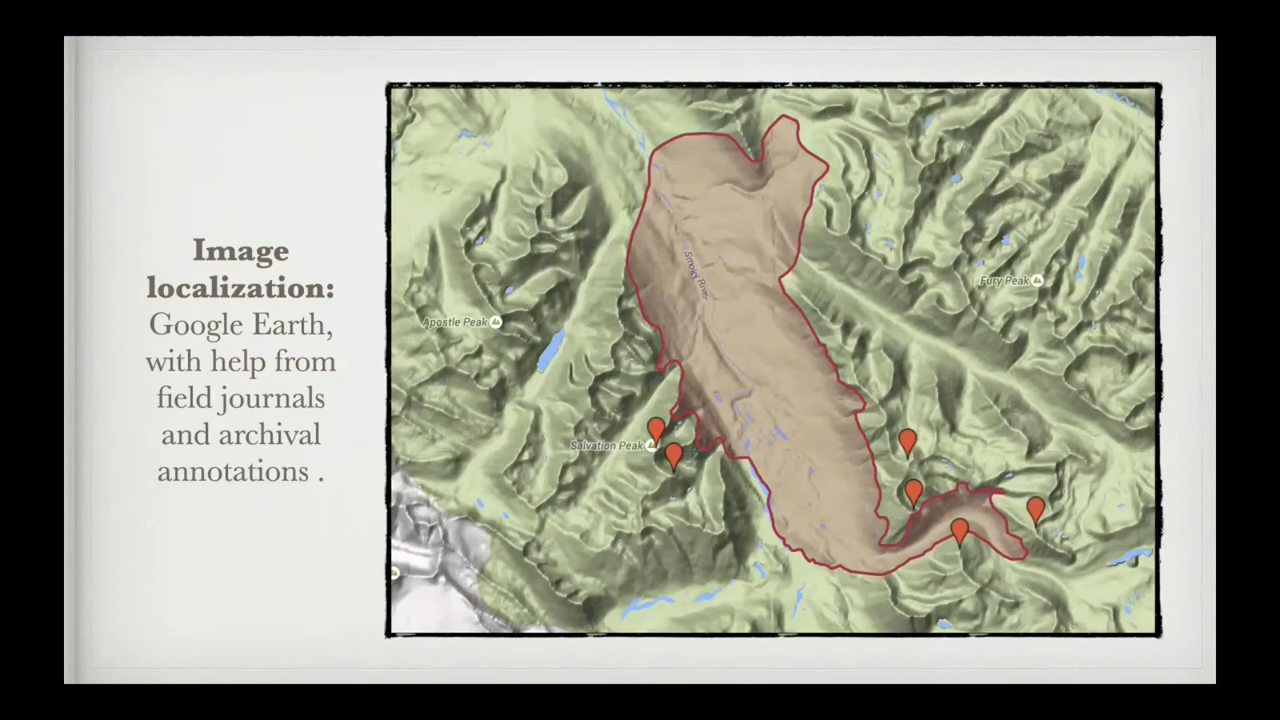 Image
localization:
Google Earth,
with help from
field journals
and archival
annotations .
Smoky River
Fury Peak
Apostle Peak
Salvation Peak